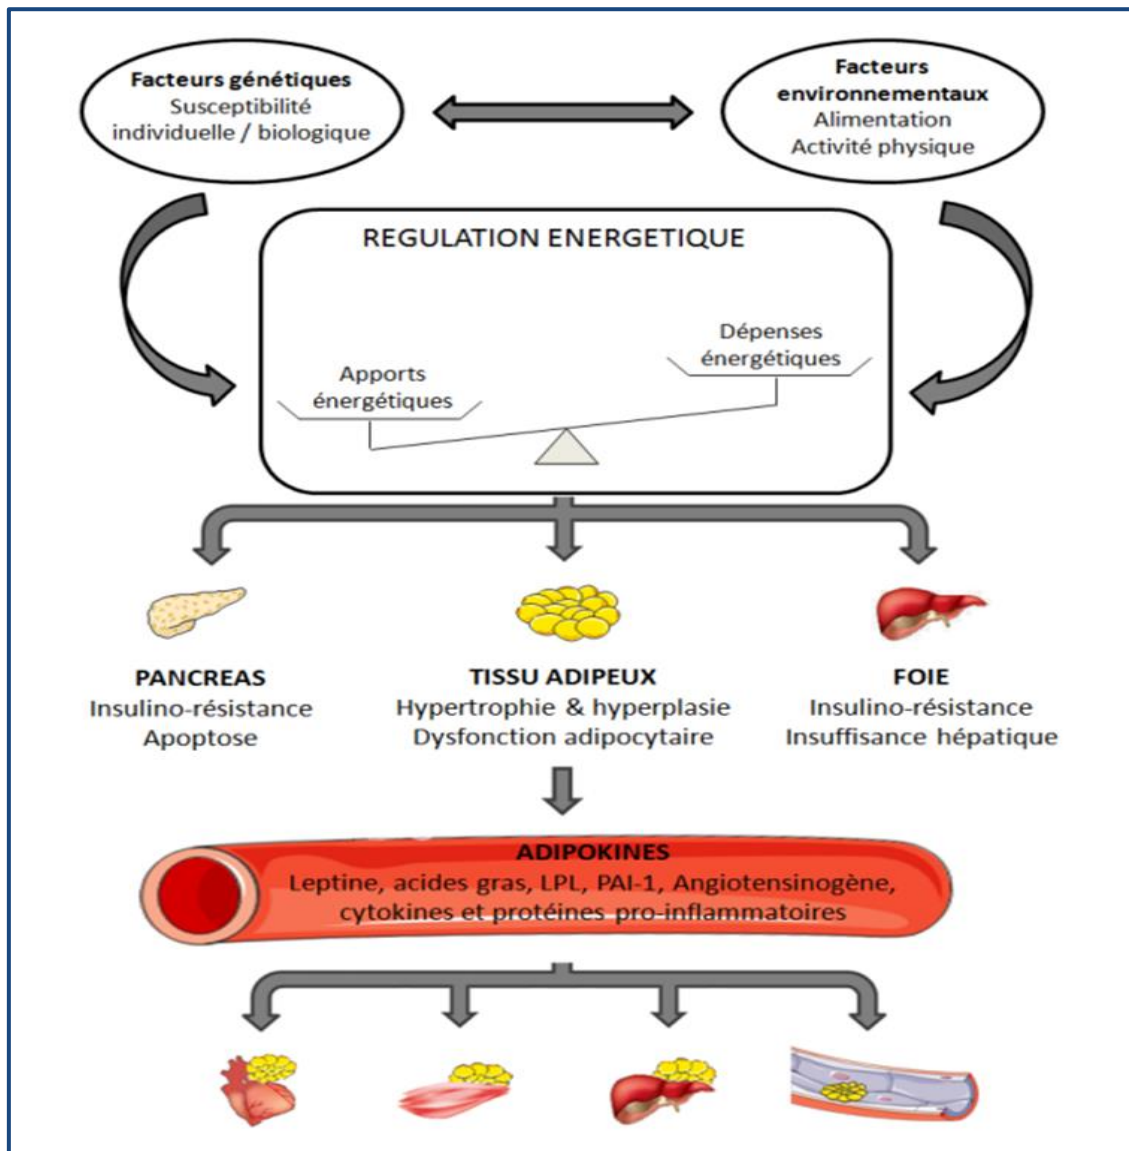 Facteurs génétiques
Susceptibilité
individuelle / biologique
Facteurs
environnementaux
Alimentation
Activité physique
REGULATION ENERGETIQUE
Apports
énergétiques
Dépenses
énergétiques
PANCREAS
Insulino-résistance
Apoptose
TISSU ADIPEUX
Hypertrophie & hyperplasie
Dysfonction adipocytaire
FOIE
Insulino-résistance
Insuffisance hépatique
ADIPOKINES
Leptine, acides gras, LPL, PAI-1, Angiotensinogène,
cytokines et protéines pro-inflammatoires